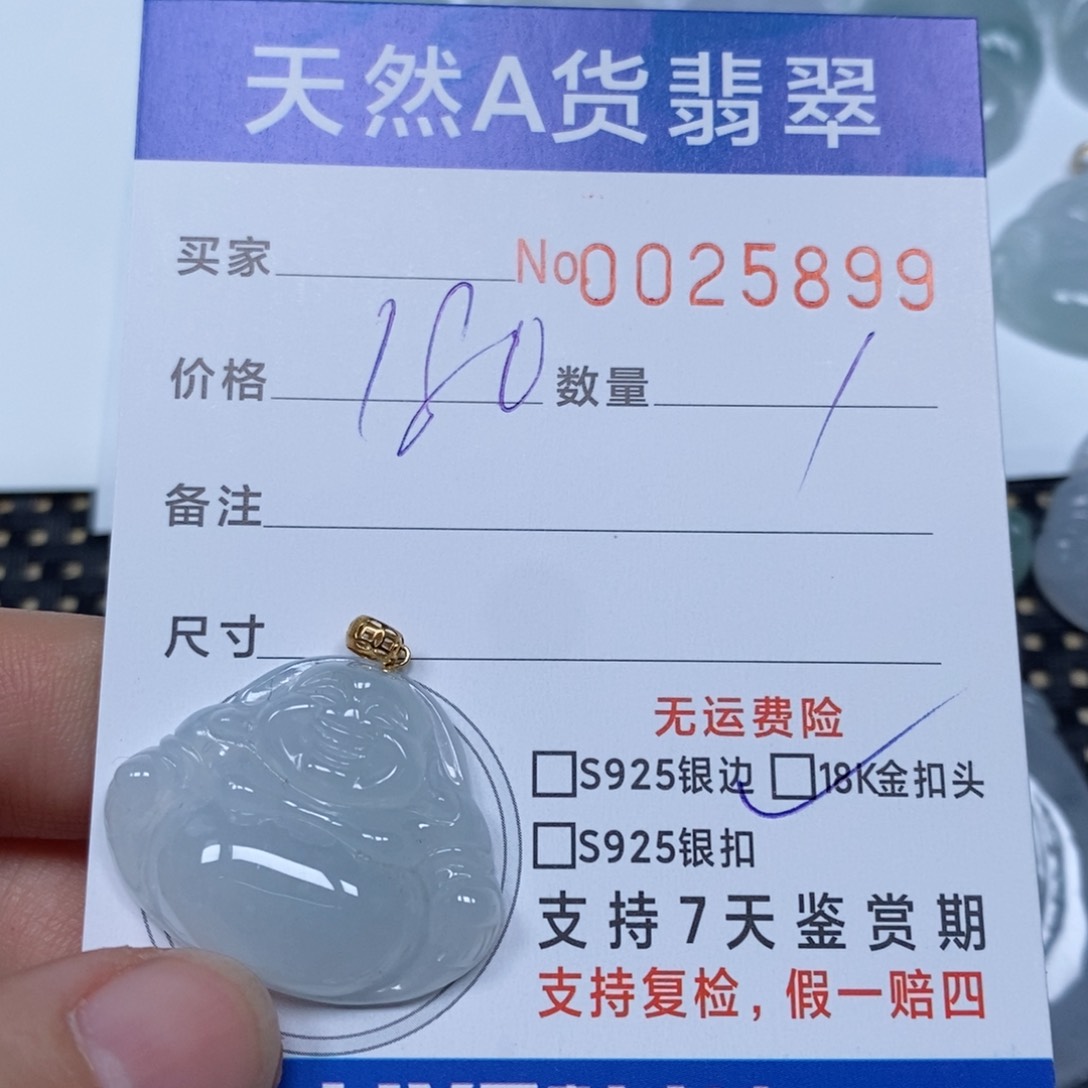 天然A货翡翠
买家 No0025899
价格 180 数量 1
备注
尺寸
无运费险
S925银边 18K金扣头
S925银扣
支持7天鉴赏期
支持复检，假一赔四